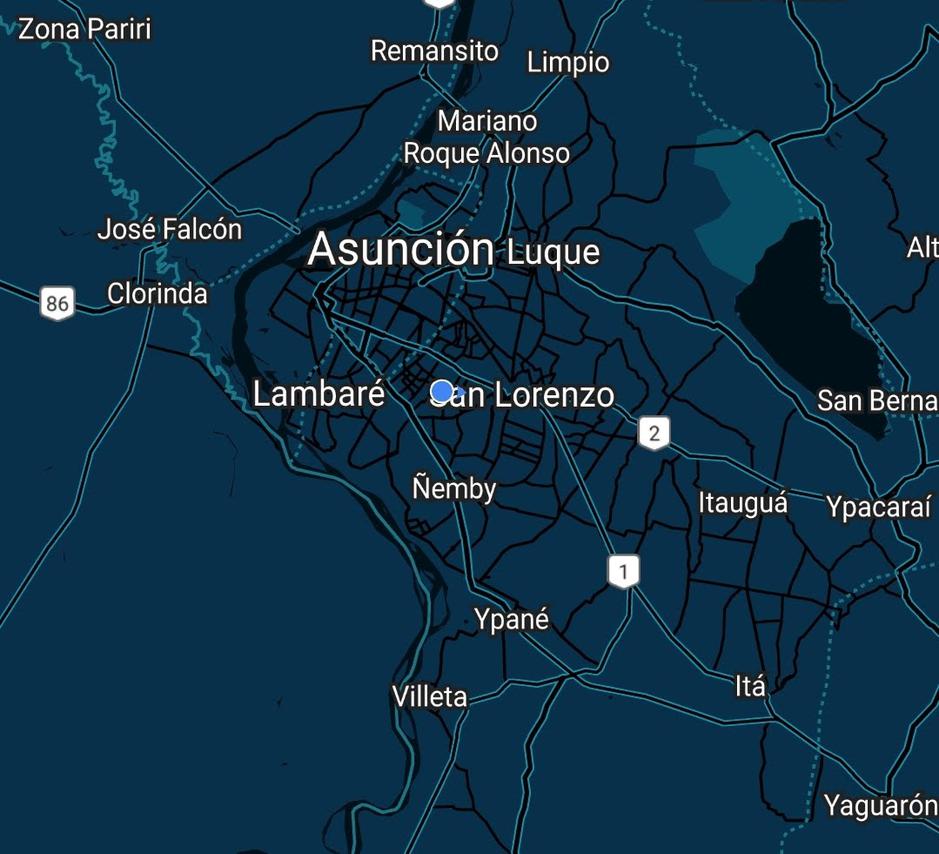 Zona Pariri
Remansito
Limpio
Mariano
Roque Alonso
José Falcón
Asunción
Luque
Alt
Clorinda
86
Lambaré
San Lorenzo
San Berna
2
Ñemby
Itauguá
Ypacaraí
1
Ypané
Villeta
Itá
Yaguarón